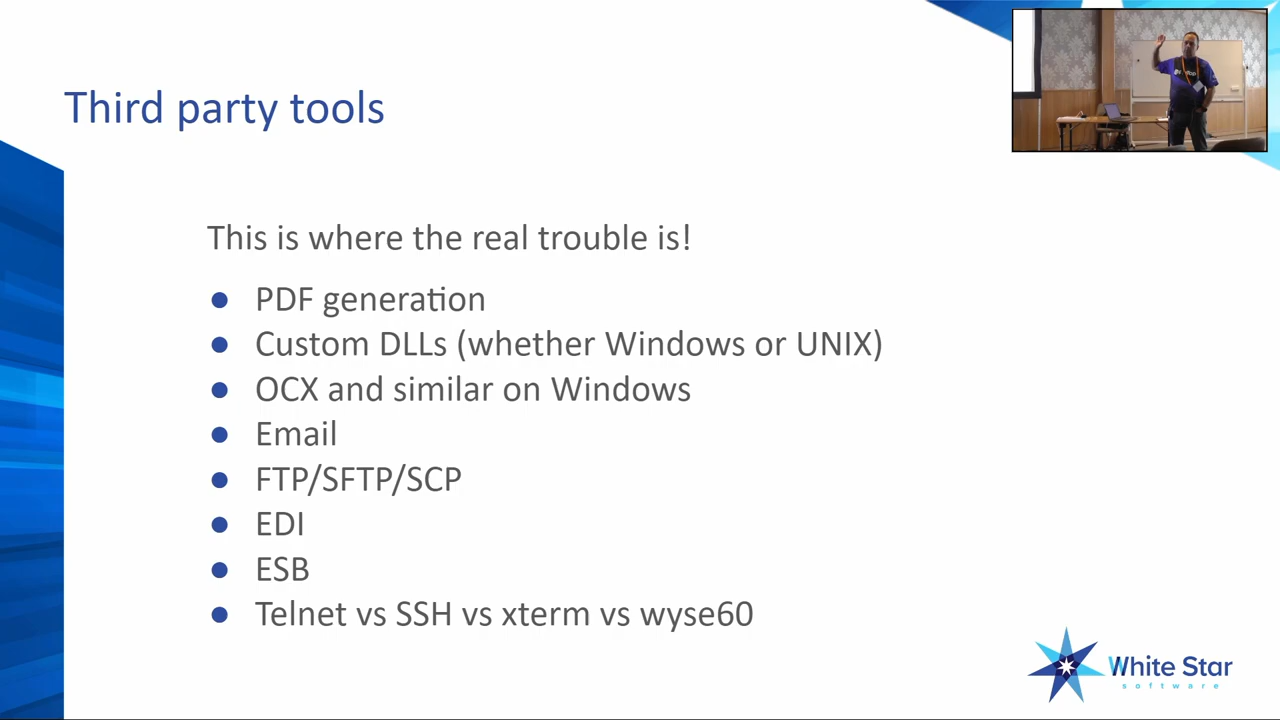 Third party tools
This is where the real trouble is!
● PDF generation
● Custom DLLs (whether Windows or UNIX)
● OCX and similar on Windows
● Email
● FTP/SFTP/SCP
● EDI
● ESB
● Telnet vs SSH vs xterm vs wyse60
White Star
software